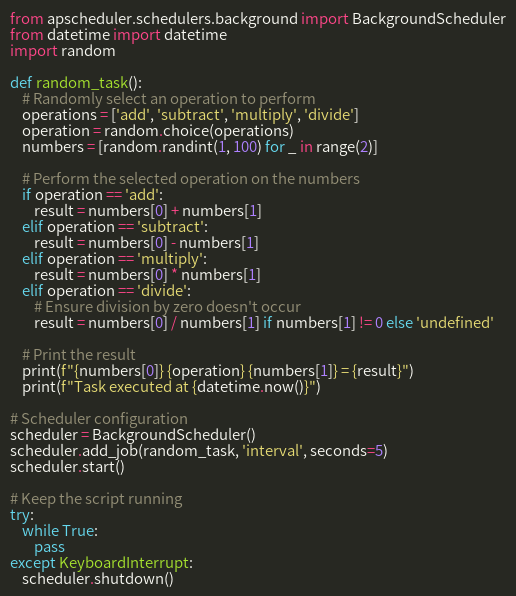 from apscheduler.schedulers.background import BackgroundScheduler
from datetime import datetime
import random

def random_task():
    # Randomly select an operation to perform
    operations = ['add', 'subtract', 'multiply', 'divide']
    operation = random.choice(operations)
    numbers = [random.randint(1, 100) for _ in range(2)]

    # Perform the selected operation on the numbers
    if operation == 'add':
        result = numbers[0] + numbers[1]
    elif operation == 'subtract':
        result = numbers[0] - numbers[1]
    elif operation == 'multiply':
        result = numbers[0] * numbers[1]
    elif operation == 'divide':
        # Ensure division by zero doesn't occur
        result = numbers[0] / numbers[1] if numbers[1] != 0 else 'undefined'

    # Print the result
    print(f"{numbers[0]} {operation} {numbers[1]} = {result}")
    print(f"Task executed at {datetime.now()}")

# Scheduler configuration
scheduler = BackgroundScheduler()
scheduler.add_job(random_task, 'interval', seconds=5)
scheduler.start()

# Keep the script running
try:
    while True:
        pass
except KeyboardInterrupt:
    scheduler.shutdown()